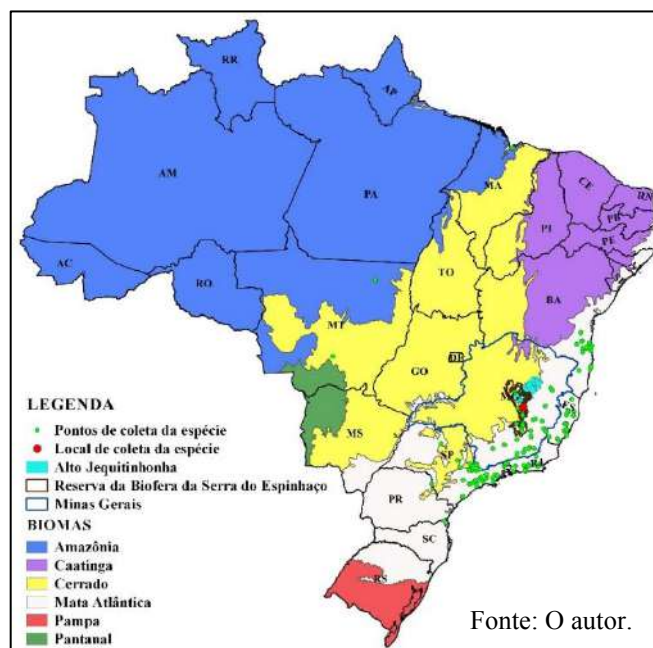 RR
AP
AM
PA
MA
CE
RN
PB
PE
PI
AC
RO
TO
BA
MT
GO
DF
MS
SP
RJ
ES
PR
SC
RS
LEGENDA
Pontos de coleta da espécie
Local de coleta da espécie
Alto Jequitinhonha
Reserva da Biofera da Serra do Espinhaço
Minas Gerais
BIOMAS
Amazônia
Caatinga
Cerrado
Mata Atlântica
Pampa
Pantanal
Fonte: O autor.